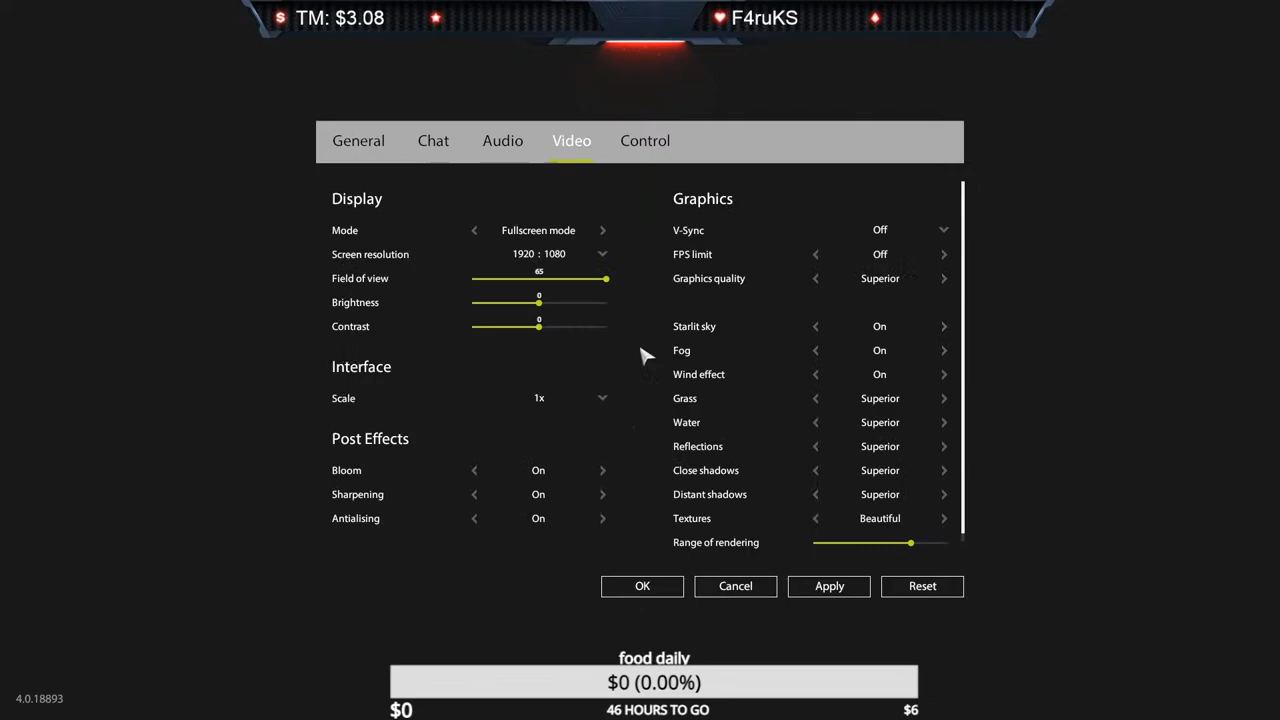 TM: $3.08
F4ruKS
General Chat Audio Video Control
Display
Mode Fullscreen mode
Screen resolution 1920 : 1080
Field of view 65
Brightness 0
Contrast 0
Interface
Scale 1x
Post Effects
Bloom On
Sharpening On
Antialising On
Graphics
V-Sync Off
FPS limit Off
Graphics quality Superior
Starlit sky On
Fog On
Wind effect On
Grass Superior
Water Superior
Reflections Superior
Close shadows Superior
Distant shadows Superior
Textures Beautiful
Range of rendering
OK Cancel Apply Reset
food daily
$0 (0.00%)
$0 46 HOURS TO GO $6
4.0.18893